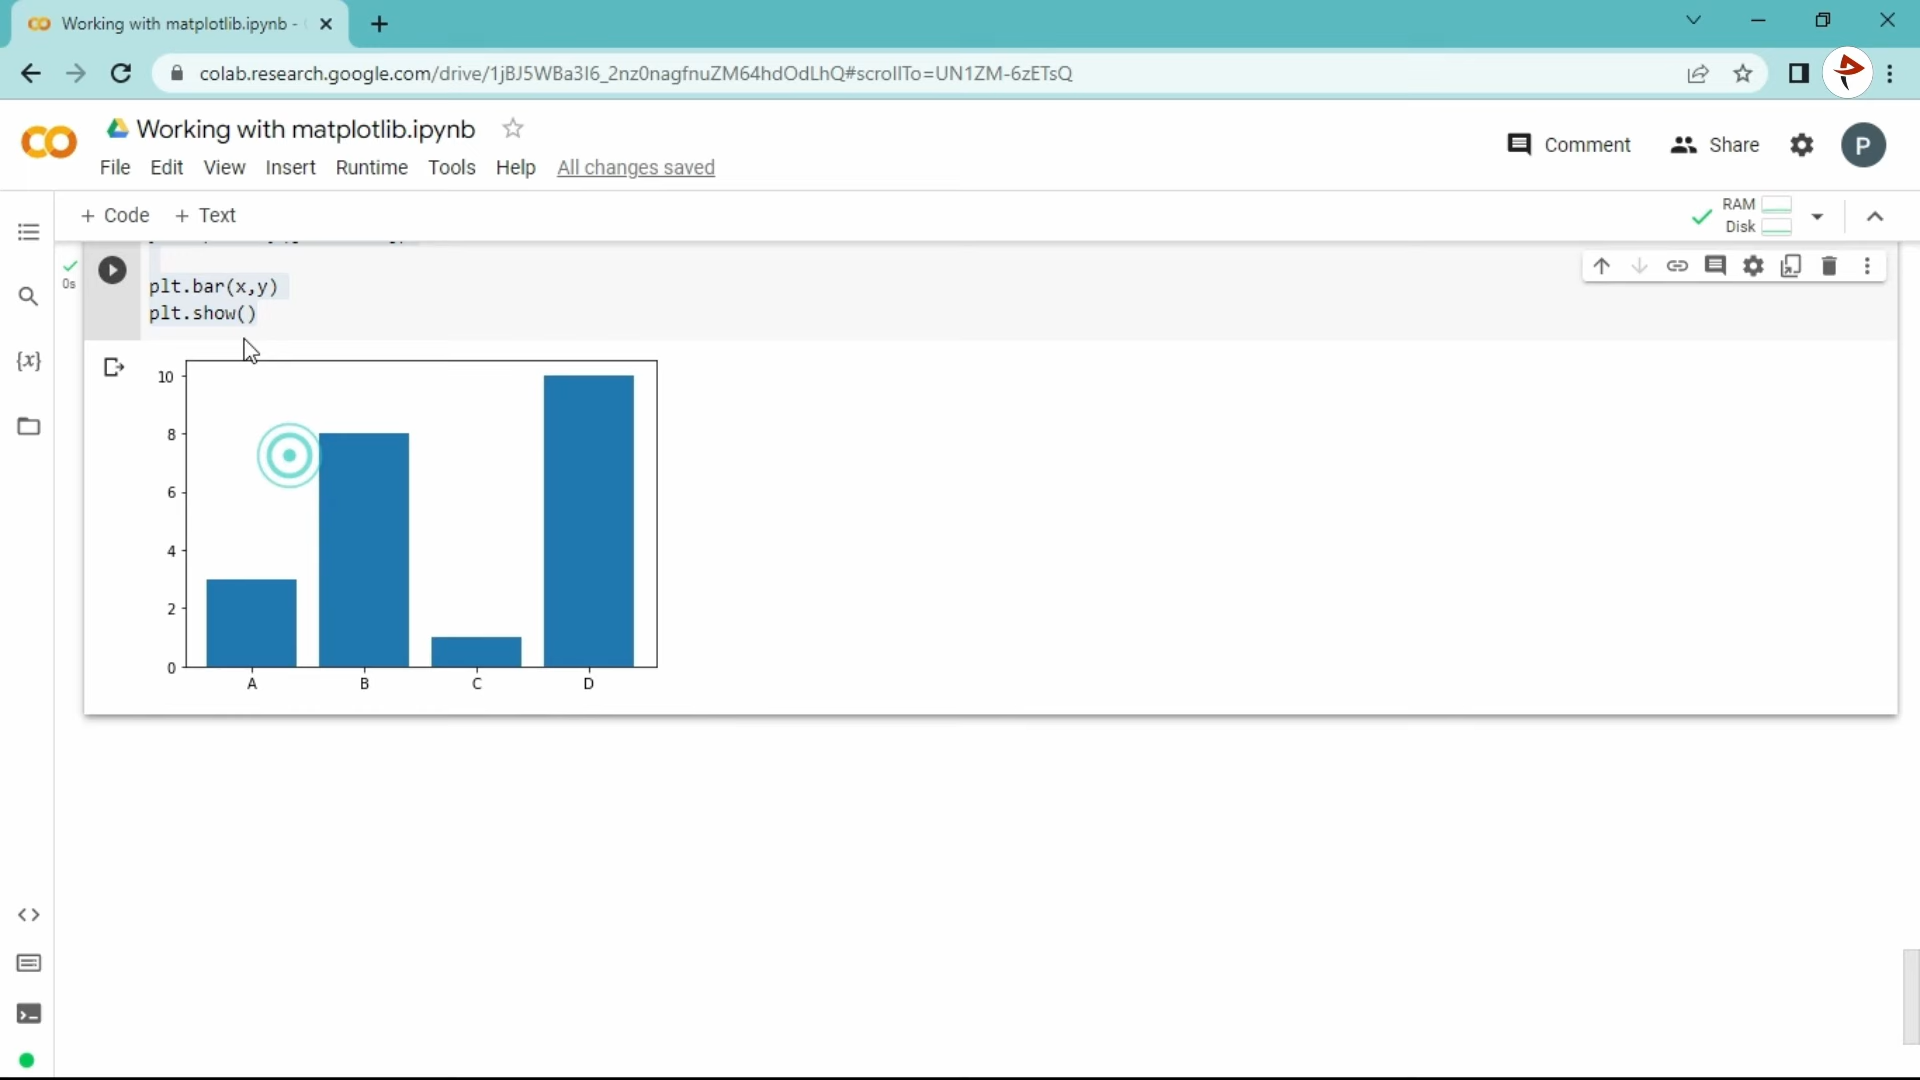 Working with matplotlib.ipynb -
colab.research.google.com/drive/1jBJ5WBa3I6_2nz0nagfnuZM64hdOdLhQ#scrollTo=UN1ZM-6zETsQ
Working with matplotlib.ipynb
Comment
Share
P
File Edit View Insert Runtime Tools Help All changes saved
+ Code + Text
RAM
Disk
0s
plt.bar(x,y)
plt.show()
{x}
10
8
6
4
2
0
A B C D